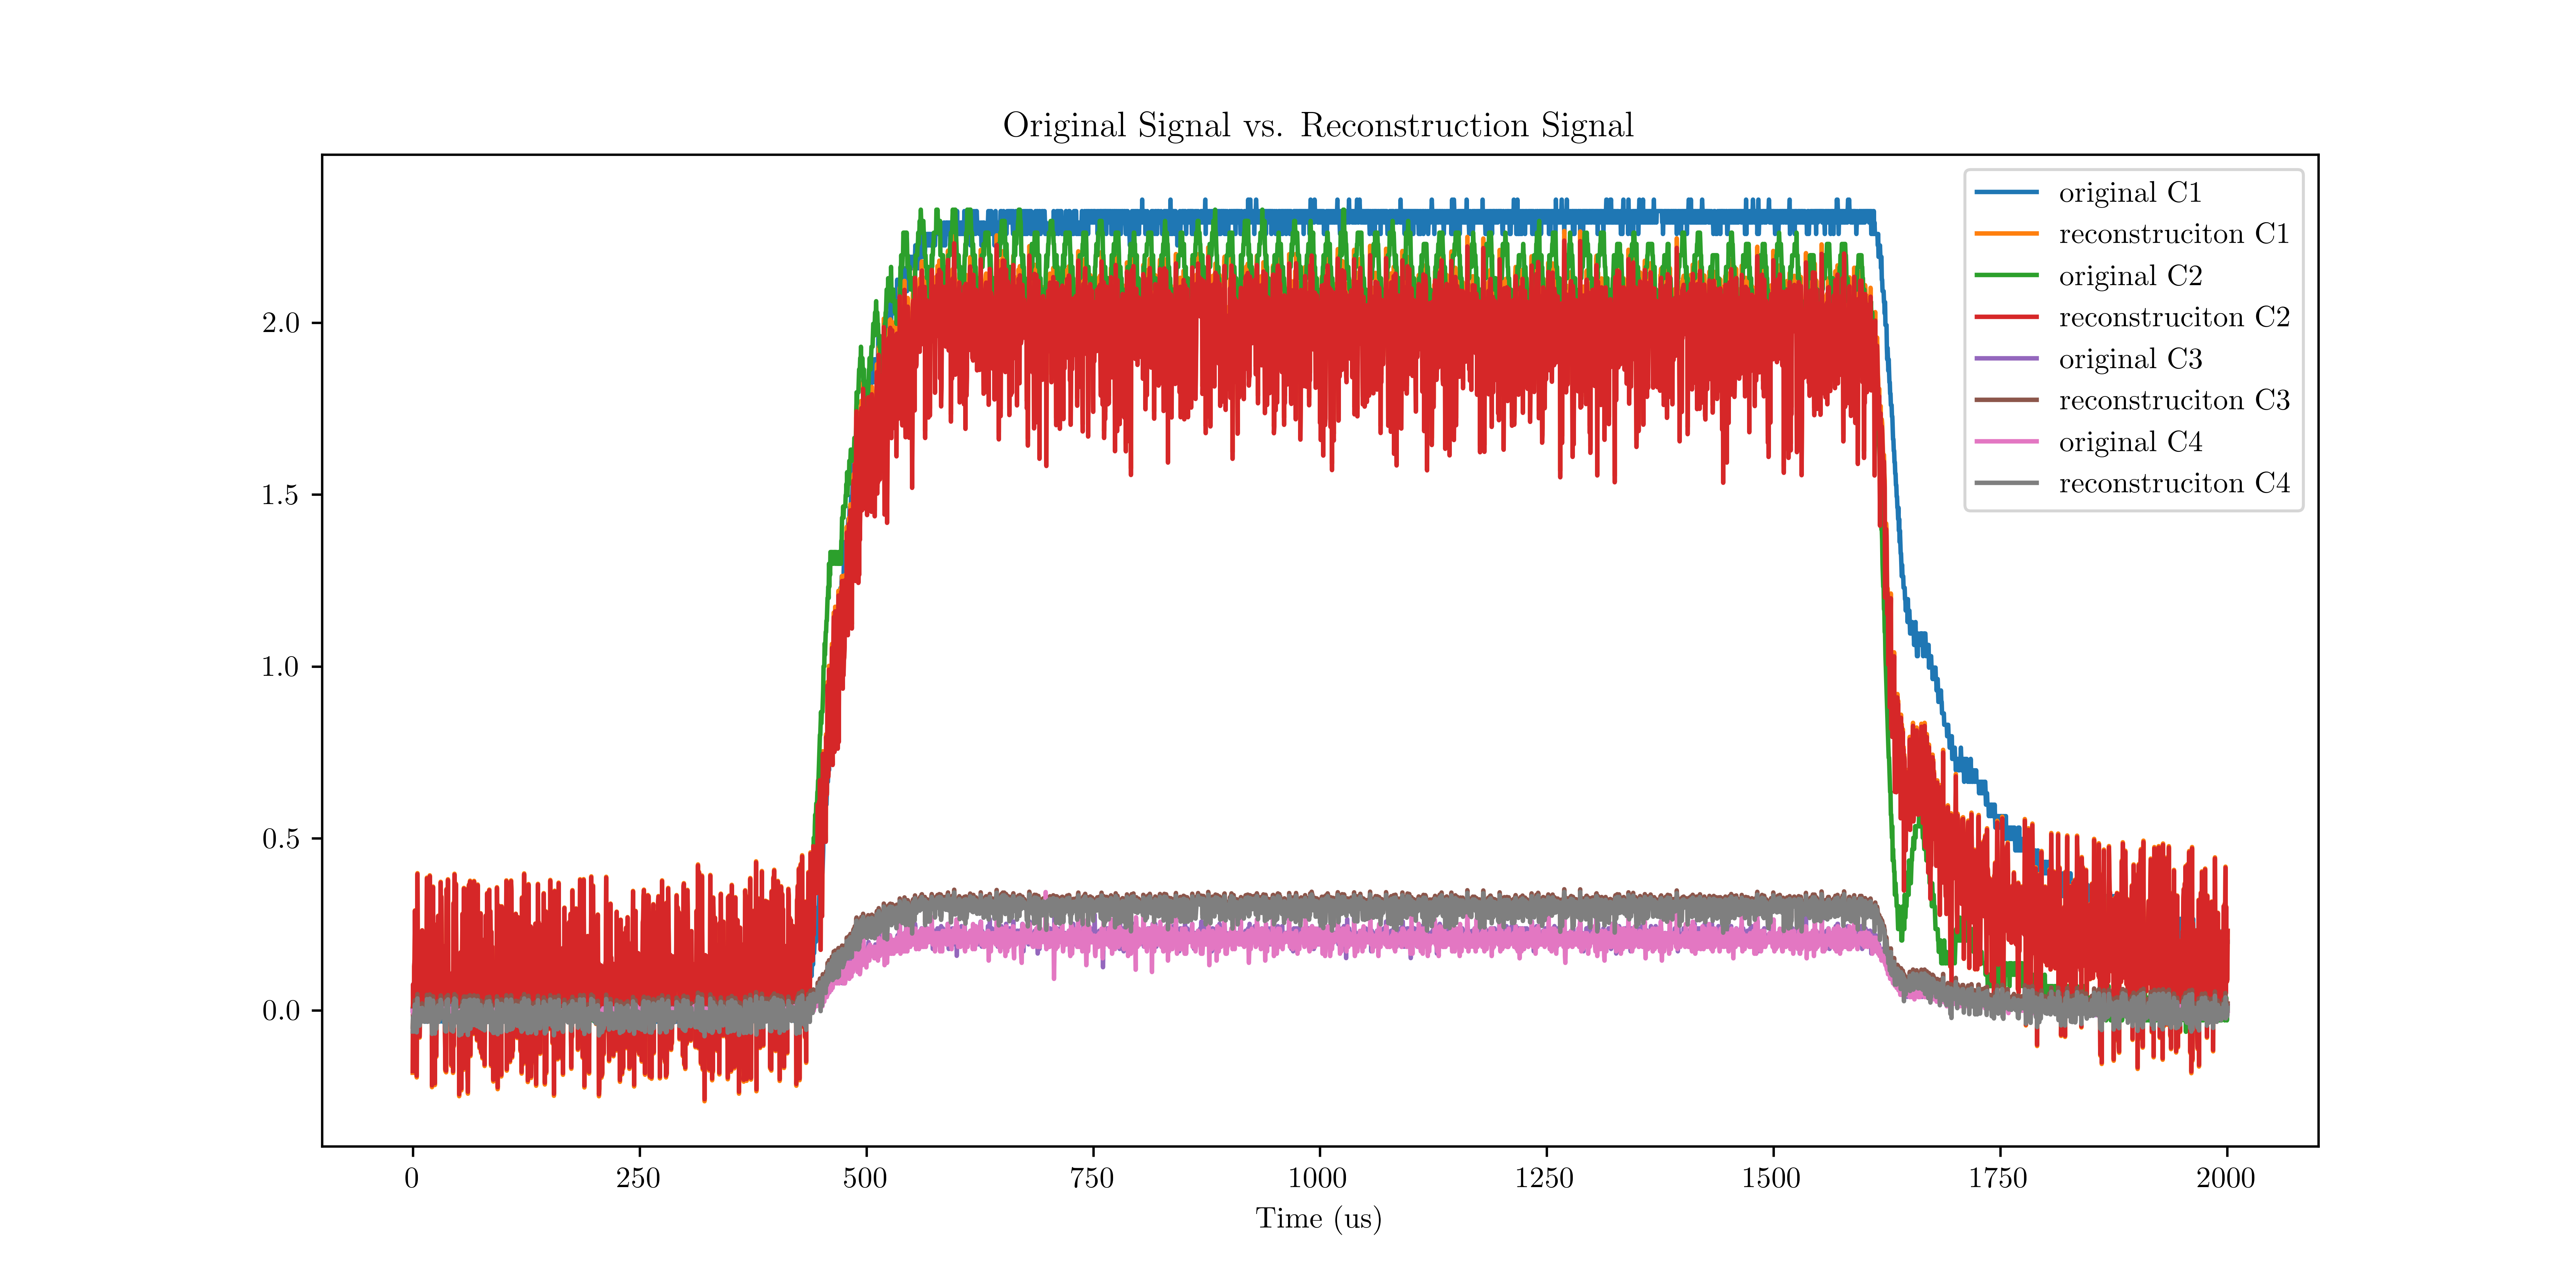 Original Signal vs. Reconstruction Signal
original C1
reconstruciton C1
original C2
reconstruciton C2
original C3
reconstruciton C3
original C4
reconstruciton C4
2.0
1.5
1.0
0.5
0.0
0 250 500 750 1000 1250 1500 1750 2000
Time (us)